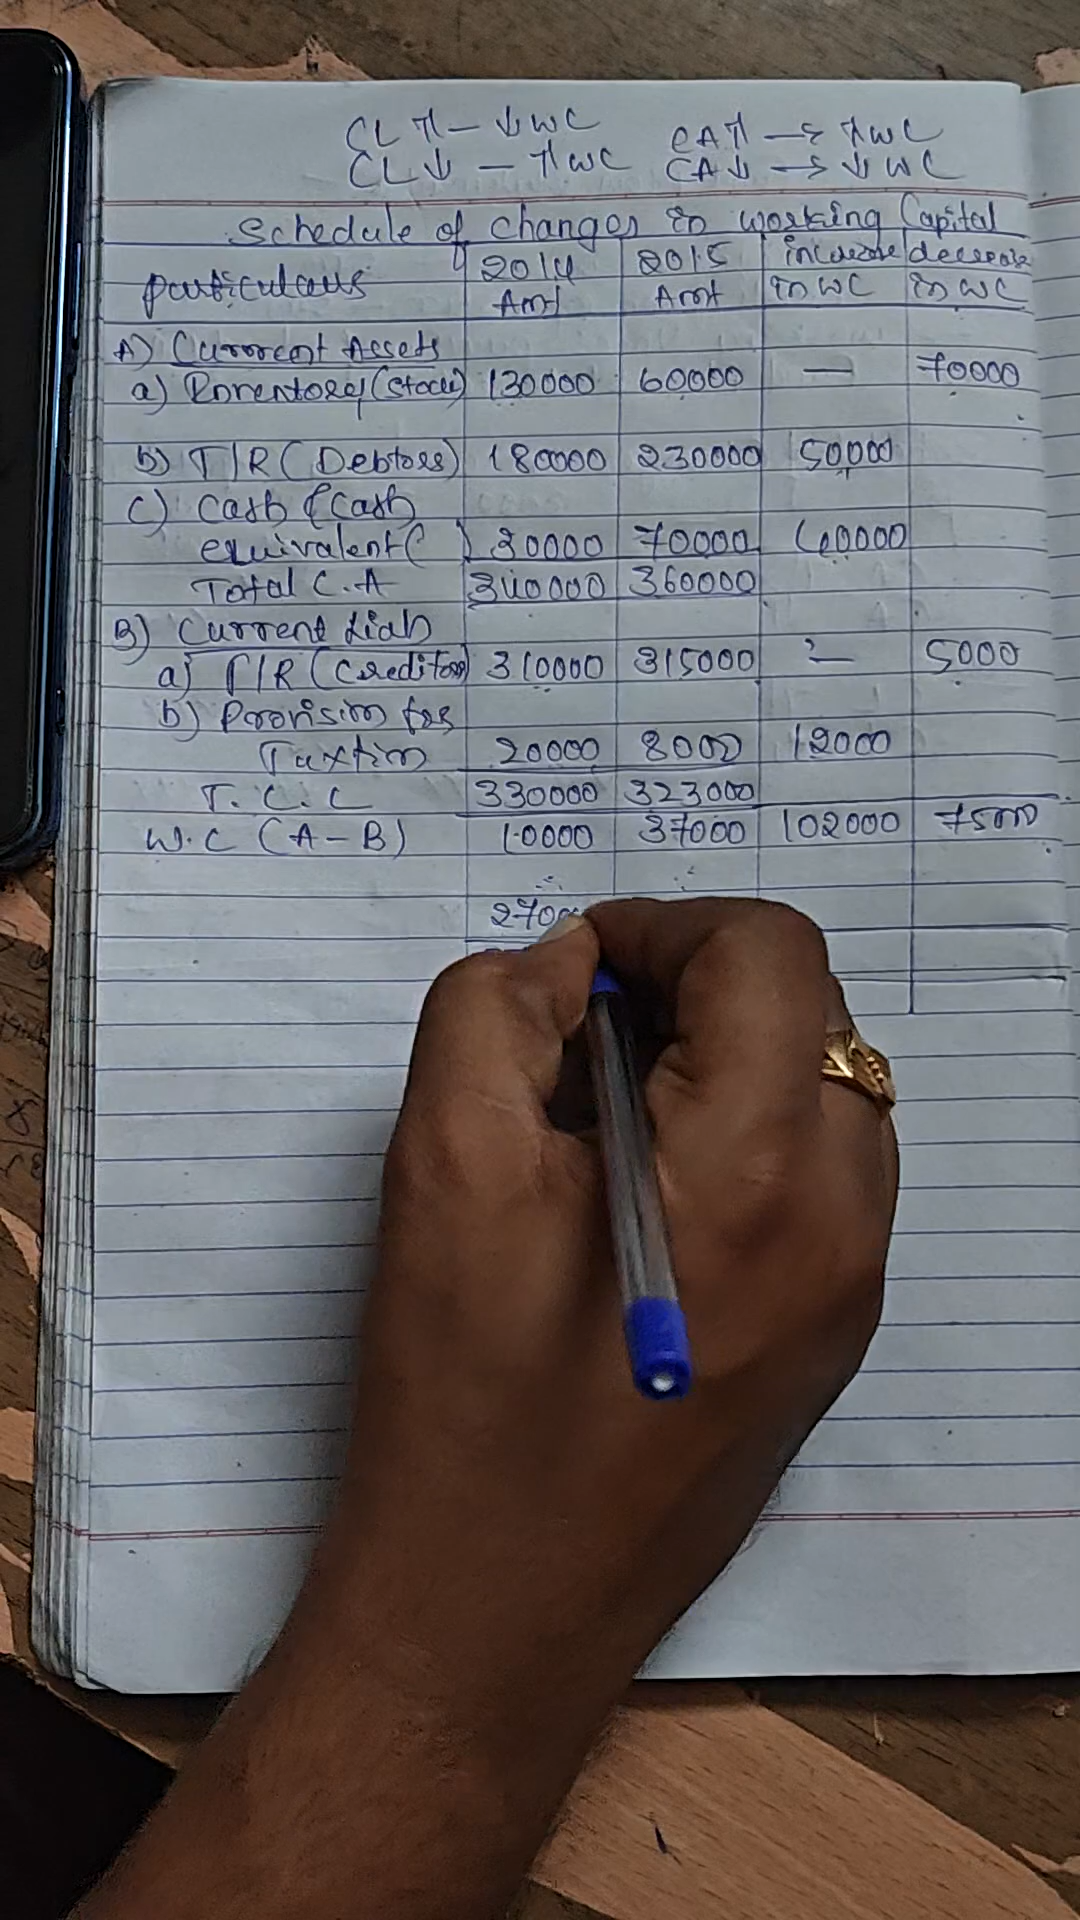 CL ↑ - ↓ WC CA ↑ → ↑ WC
CL ↓ - ↑ WC CA ↓ → ↓ WC
Schedule of changes in working Capital
Particulars 2014 Amt 2015 Amt increase in WC decrease in WC
A) Current Assets
a) Inventory (Stock) 130000 60000 — 70000
b) T/R (Debtors) 180000 230000 50000
c) Cash & Cash
equivalent ( ) 30000 70000 40000
Total C.A 340000 360000
B) Current Liab
a) T/R (Creditors) 310000 315000 — 5000
b) Provision for
Taxtion 20000 8000 12000
T. C. L 330000 323000
W.C (A - B) 10000 37000 102000 75000